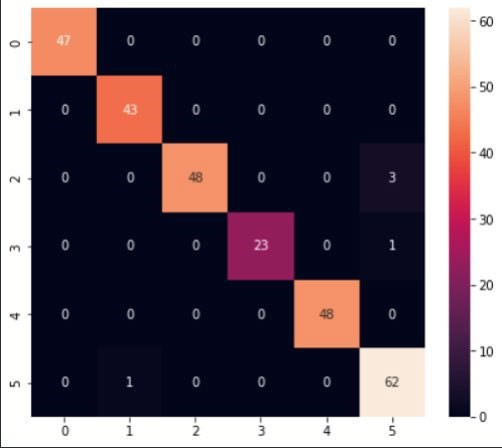 0 47 0 0 0 0 0
1 0 43 0 0 0 0
2 0 0 48 0 0 3
3 0 0 0 23 0 1
4 0 0 0 0 48 0
5 0 1 0 0 0 62
0 1 2 3 4 5
60
50
40
30
20
10
0